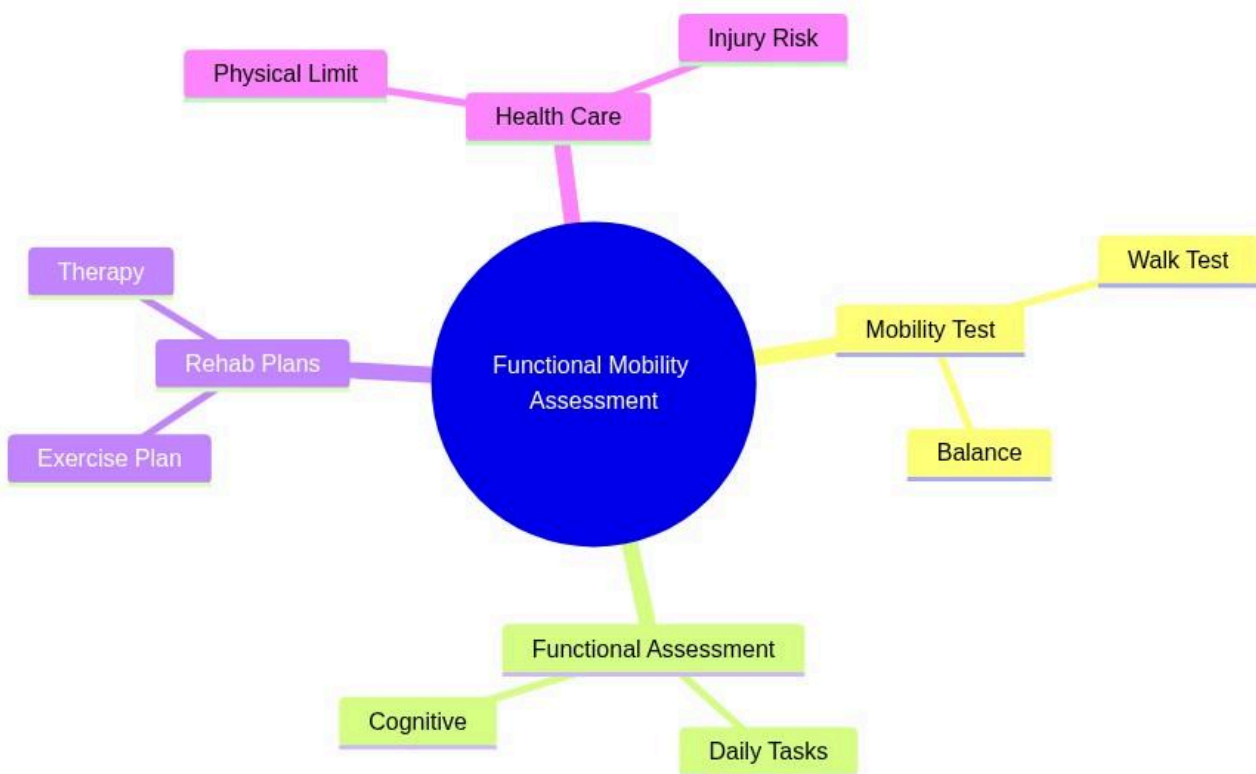 Injury Risk
Physical Limit
Health Care
Walk Test
Therapy
Mobility Test
Rehab Plans
Functional Mobility
Assessment
Balance
Exercise Plan
Functional Assessment
Cognitive
Daily Tasks